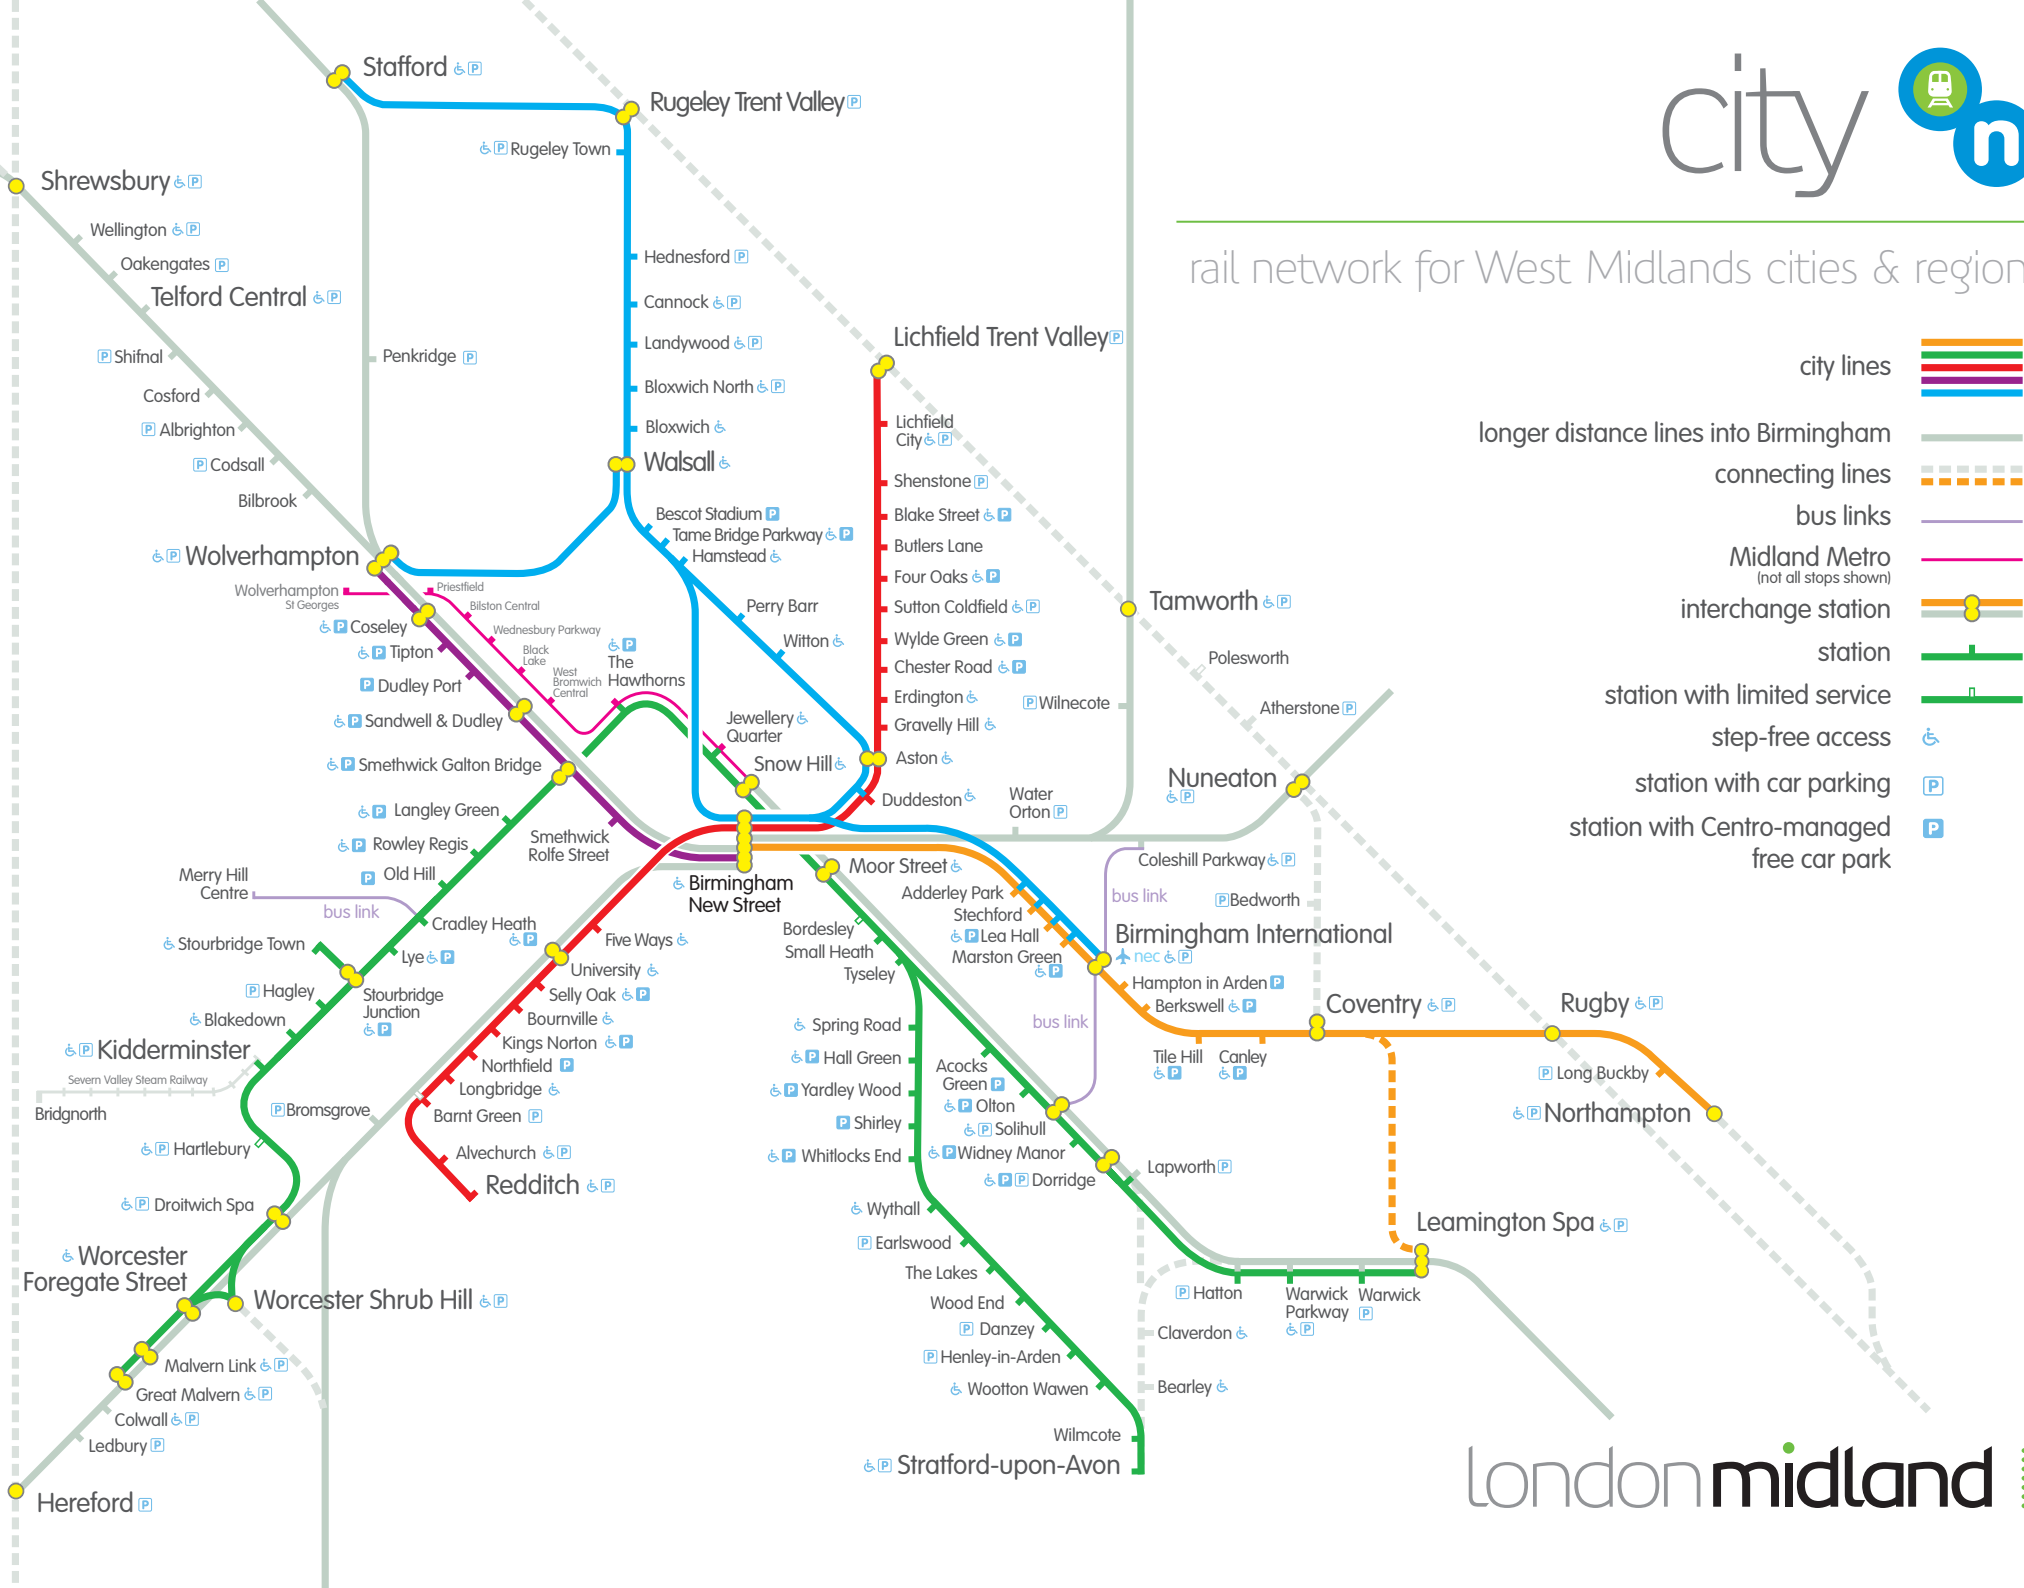 city
n
rail network for West Midlands cities & region
city lines
longer distance lines into Birmingham
connecting lines
bus links
Midland Metro
(not all stops shown)
interchange station
station
station with limited service
step-free access
station with car parking
P
station with Centro-managed
free car park
P
Stafford P
Rugeley Trent Valley P
P Rugeley Town
Shrewsbury P
Wellington P
Oakengates P
Telford Central P
P Shifnal
Cosford
P Albrighton
P Codsall
Bilbrook
Penkridge P
Hednesford P
Cannock P
Landywood P
Bloxwich North P
Bloxwich
Walsall
Lichfield Trent Valley P
Lichfield
City P
Shenstone P
Blake Street P
Butlers Lane
Four Oaks P
Sutton Coldfield P
Wylde Green P
Chester Road P
Erdington
Gravelly Hill
Aston
Duddeston
Bescot Stadium P
Tame Bridge Parkway P
Hamstead
Perry Barr
Witton
P Wolverhampton
Wolverhampton
St Georges
Priestfield
Bilston Central
Wednesbury Parkway
Black
Lake
West
Bromwich
Central
P
The
Hawthorns
Jewellery
Quarter
Snow Hill
P Coseley
P Tipton
P Dudley Port
P Sandwell & Dudley
P Smethwick Galton Bridge
P Langley Green
P Rowley Regis
P Old Hill
Smethwick
Rolfe Street
Merry Hill
Centre
bus link
Cradley Heath
P
Stourbridge Town
Lye P
P Hagley
Stourbridge
Junction
P
Blakedown
P Kidderminster
Severn Valley Steam Railway
Bridgnorth
P Hartlebury
P Droitwich Spa
Worcester
Foregate Street
Worcester Shrub Hill P
Malvern Link P
Great Malvern P
Colwall P
Ledbury P
Hereford P
P Bromsgrove
Birmingham
New Street
Five Ways
University
Selly Oak P
Bournville
Kings Norton P
Northfield P
Longbridge
Barnt Green P
Alvechurch P
Redditch P
Tamworth P
P Wilnecote
Polesworth
Atherstone P
Nuneaton
P
Water
Orton P
Coleshill Parkway P
P Bedworth
bus link
Moor Street
Adderley Park
Stechford
P Lea Hall
Marston Green
P
Birmingham International
nec P
Hampton in Arden P
Berkswell P
Tile Hill
P
Canley
P
Coventry P
Rugby P
P Long Buckby
P Northampton
Bordesley
Small Heath
Tyseley
bus link
Spring Road
P Hall Green
P Yardley Wood
P Shirley
P Whitlocks End
Wythall
P Earlswood
The Lakes
Wood End
P Danzey
P Henley-in-Arden
Wootton Wawen
Wilmcote
P Stratford-upon-Avon
Acocks
Green P
P Olton
P Solihull
P Widney Manor
P P Dorridge
Lapworth P
Leamington Spa P
P Hatton
Warwick
Parkway
P
Warwick
P
Claverdon
Bearley
londonmidland